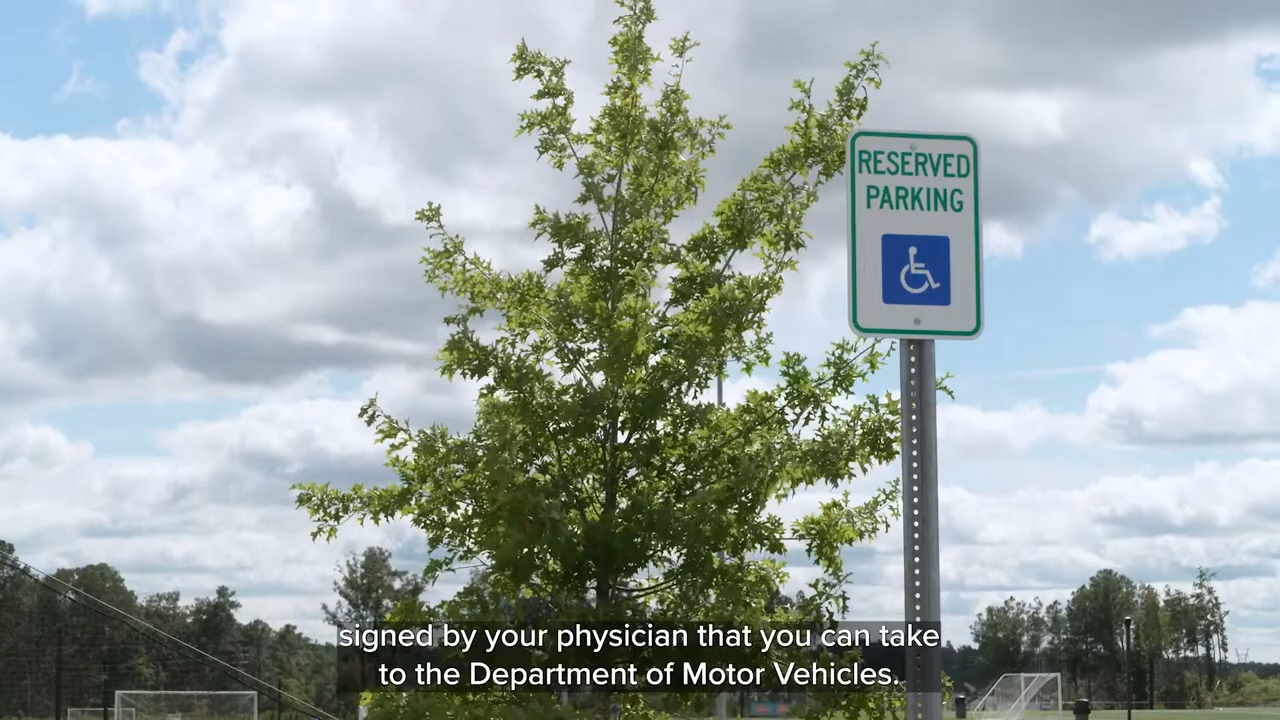 RESERVED
PARKING
signed by your physician that you can take
to the Department of Motor Vehicles.